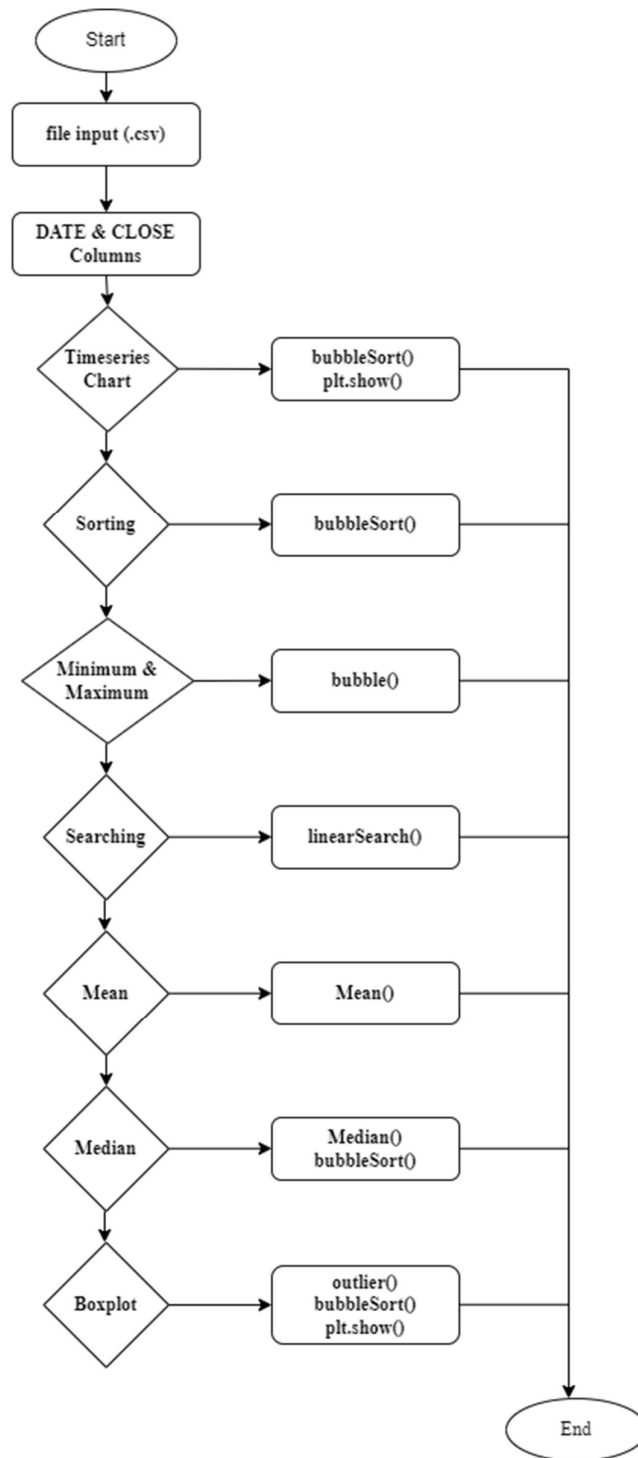 Start
file input (.csv)
DATE & CLOSE
Columns
Timeseries
Chart
bubbleSort()
plt.show()
Sorting
bubbleSort()
Minimum &
Maximum
bubble()
Searching
linearSearch()
Mean
Mean()
Median
Median()
bubbleSort()
Boxplot
outlier()
bubbleSort()
plt.show()
End